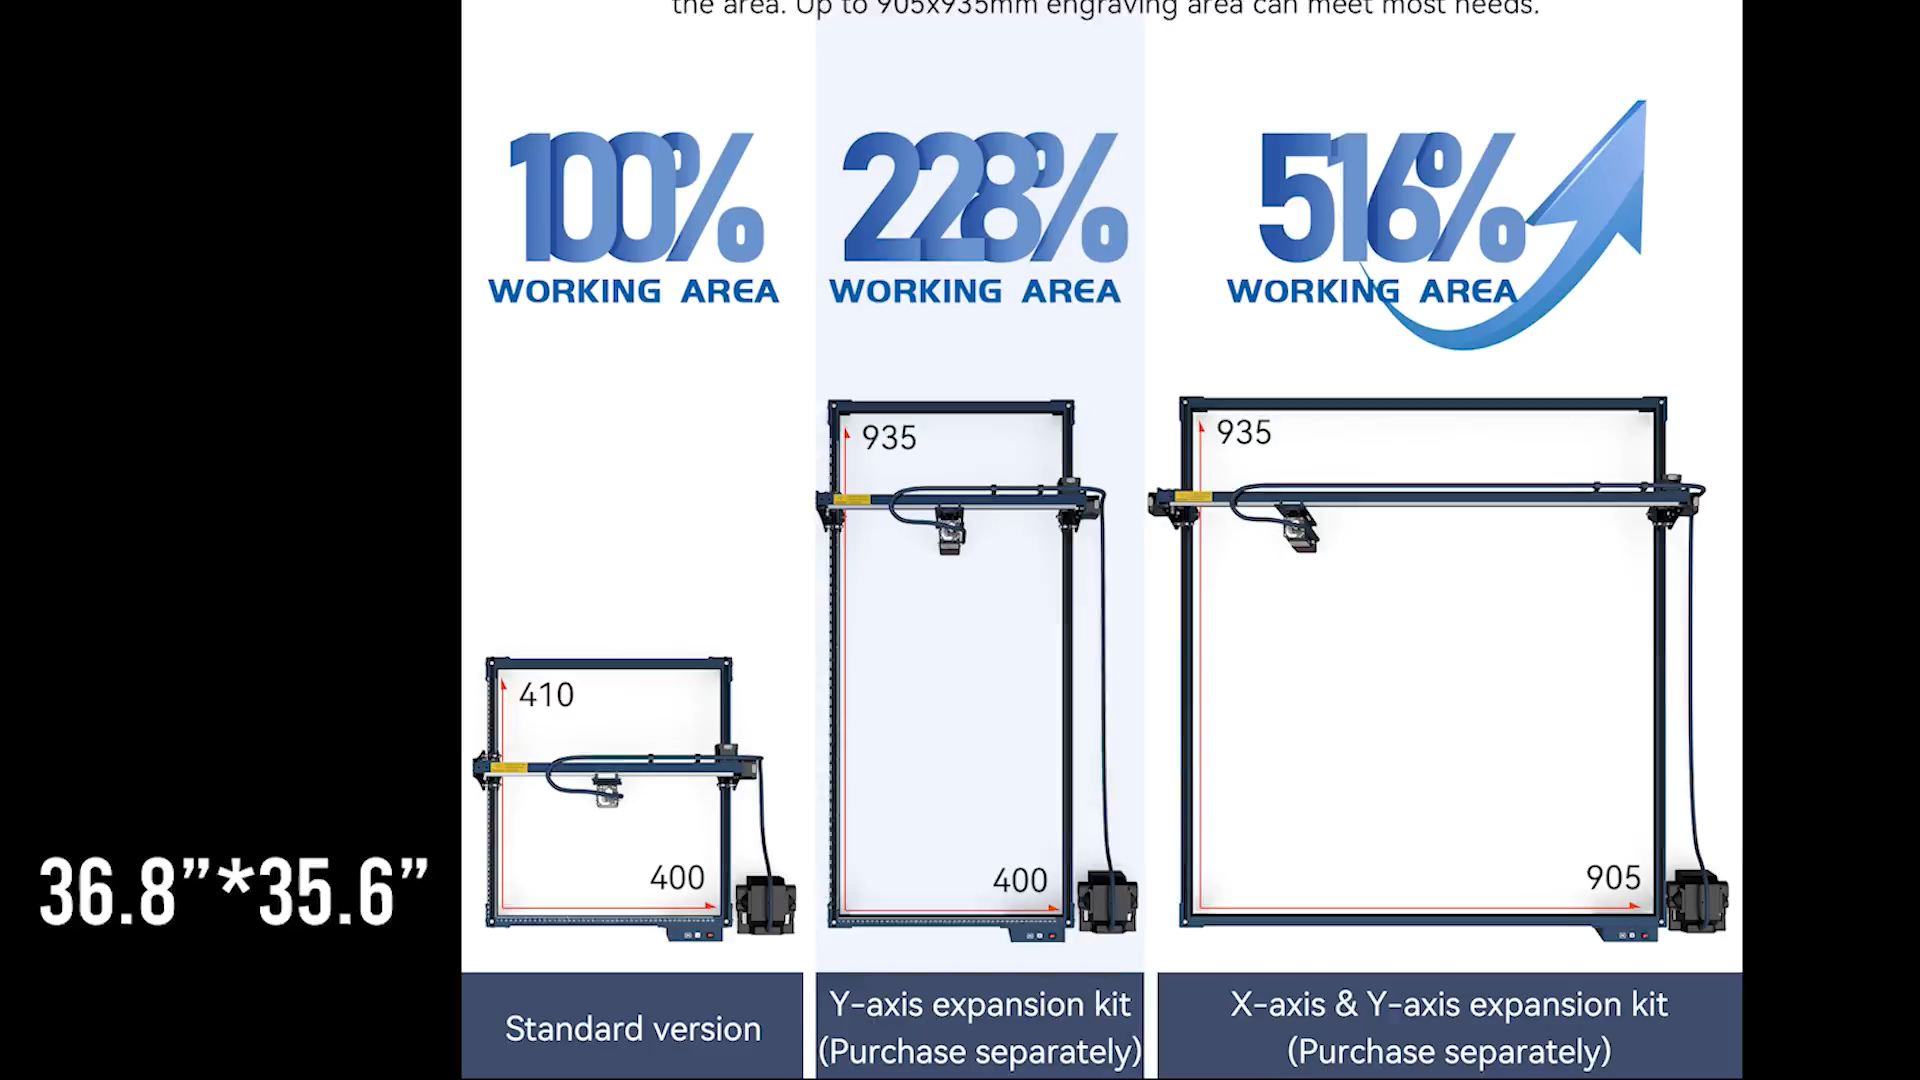 the area. Up to 905x935mm engraving area can meet most needs.
100%
WORKING AREA
228%
WORKING AREA
516%
WORKING AREA
410
400
935
400
935
905
36.8”*35.6”
Standard version
Y-axis expansion kit
(Purchase separately)
X-axis & Y-axis expansion kit
(Purchase separately)